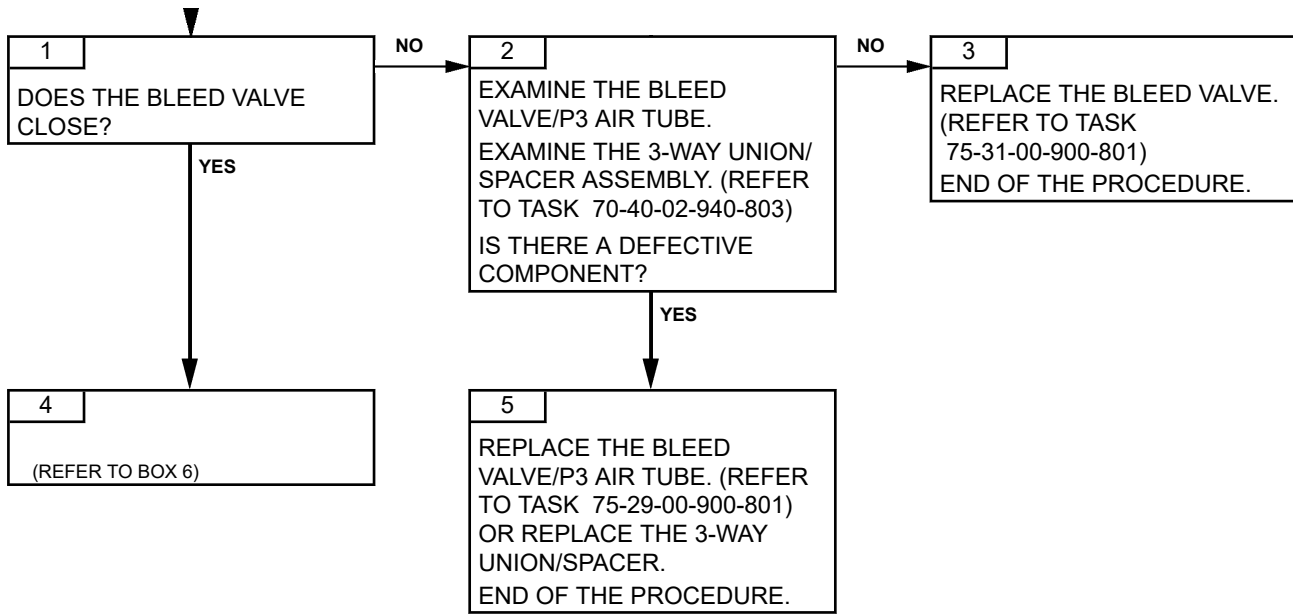 1
DOES THE BLEED VALVE
CLOSE?
NO
YES
2
EXAMINE THE BLEED
VALVE/P3 AIR TUBE.
EXAMINE THE 3-WAY UNION/
SPACER ASSEMBLY. (REFER
TO TASK 70-40-02-940-803)
IS THERE A DEFECTIVE
COMPONENT?
NO
YES
3
REPLACE THE BLEED VALVE.
(REFER TO TASK
75-31-00-900-801)
END OF THE PROCEDURE.
4
(REFER TO BOX 6)
5
REPLACE THE BLEED
VALVE/P3 AIR TUBE. (REFER
TO TASK 75-29-00-900-801)
OR REPLACE THE 3-WAY
UNION/SPACER.
END OF THE PROCEDURE.